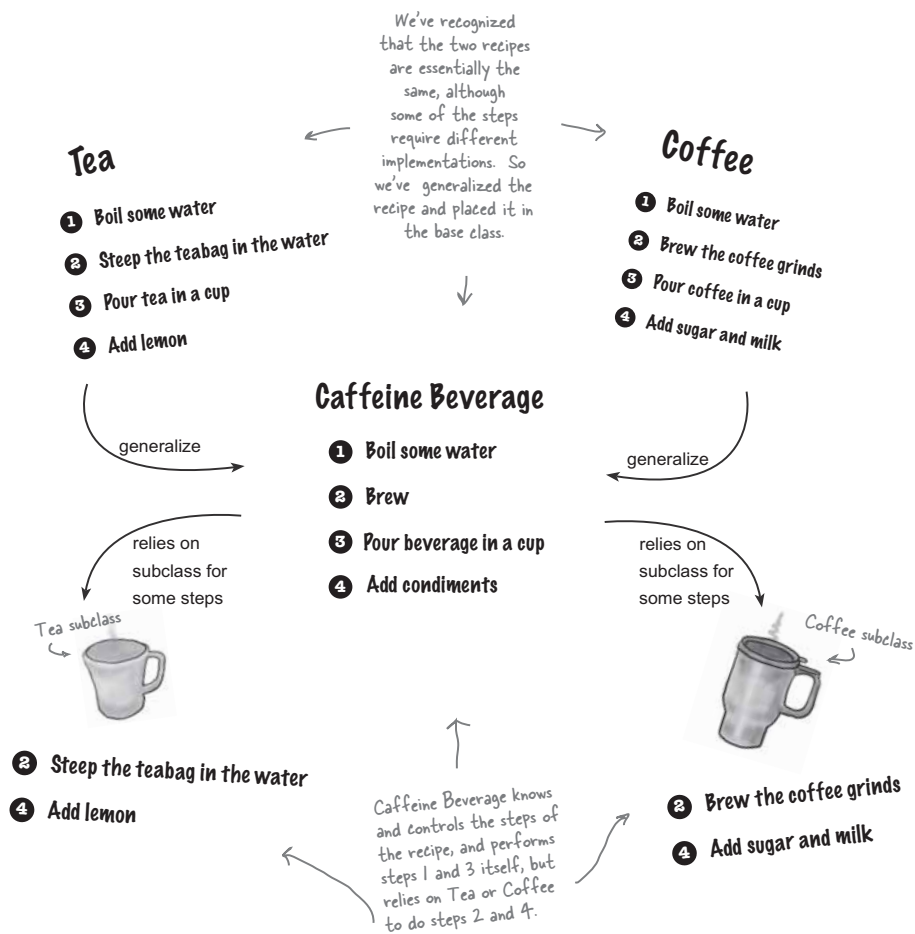 We've recognized
that the two recipes
are essentially the
same, although
some of the steps
require different
implementations. So
we've generalized the
recipe and placed it in
the base class.
Tea
1 Boil some water
2 Steep the teabag in the water
3 Pour tea in a cup
4 Add lemon
Coffee
1 Boil some water
2 Brew the coffee grinds
3 Pour coffee in a cup
4 Add sugar and milk
generalize
Caffeine Beverage
1 Boil some water
2 Brew
3 Pour beverage in a cup
4 Add condiments
generalize
relies on
subclass for
some steps
relies on
subclass for
some steps
Tea subclass
Coffee subclass
2 Steep the teabag in the water
4 Add lemon
Caffeine Beverage knows
and controls the steps of
the recipe, and performs
steps 1 and 3 itself, but
relies on Tea or Coffee
to do steps 2 and 4.
2 Brew the coffee grinds
4 Add sugar and milk